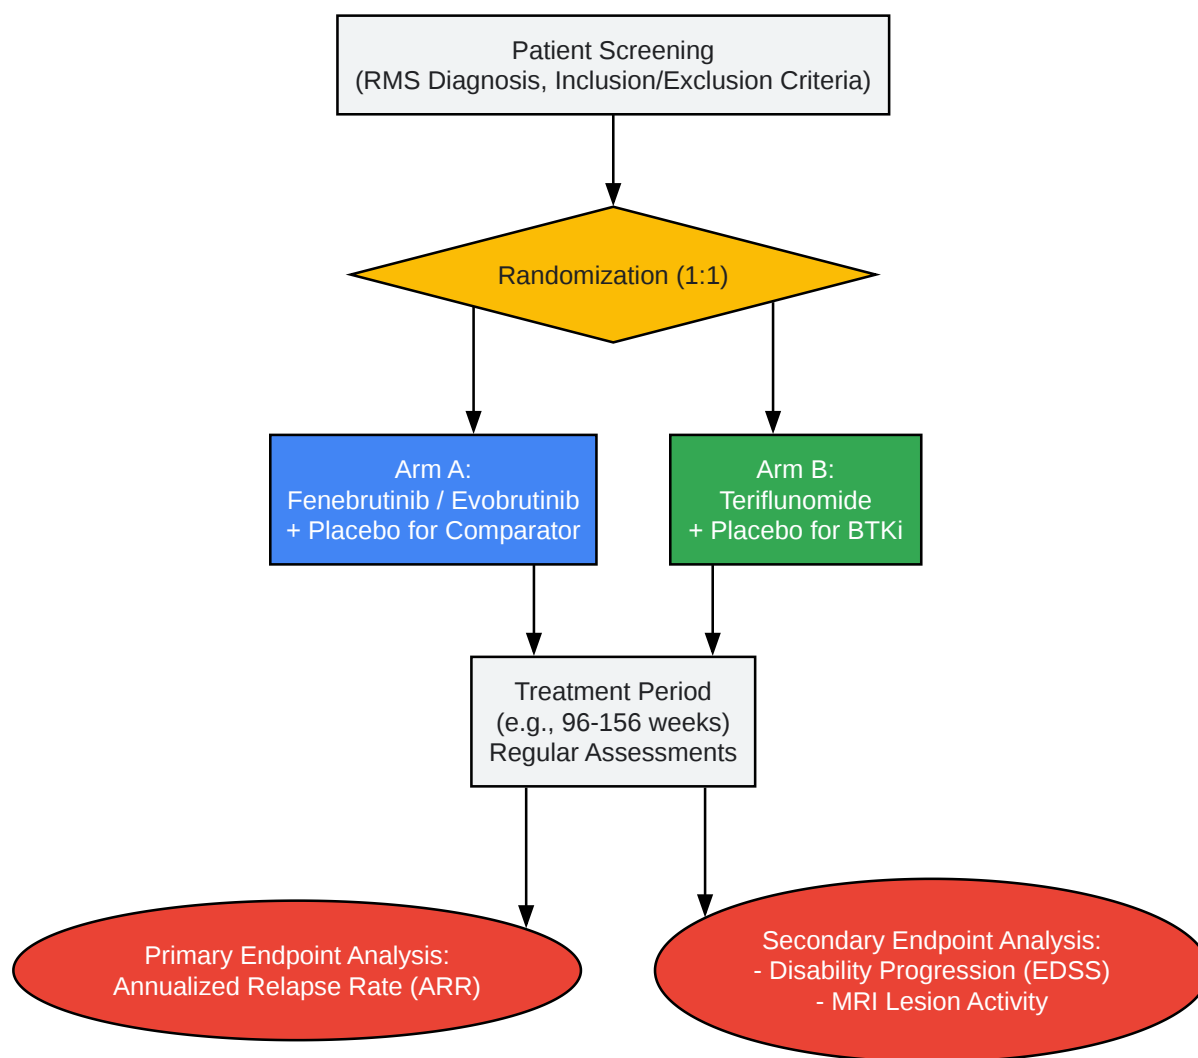 Patient Screening
(RMS Diagnosis, Inclusion/Exclusion Criteria)
Randomization (1:1)
Arm A:
Fenebrutinib / Evobrutinib
+ Placebo for Comparator
Arm B:
Teriflunomide
+ Placebo for BTKi
Treatment Period
(e.g., 96-156 weeks)
Regular Assessments
Primary Endpoint Analysis:
Annualized Relapse Rate (ARR)
Secondary Endpoint Analysis:
- Disability Progression (EDSS)
- MRI Lesion Activity